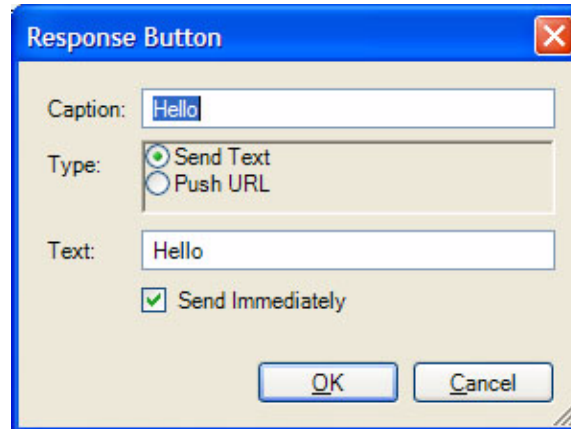 Response Button
Caption: Hello
Type: Send Text
Push URL
Text: Hello
Send Immediately
OK Cancel